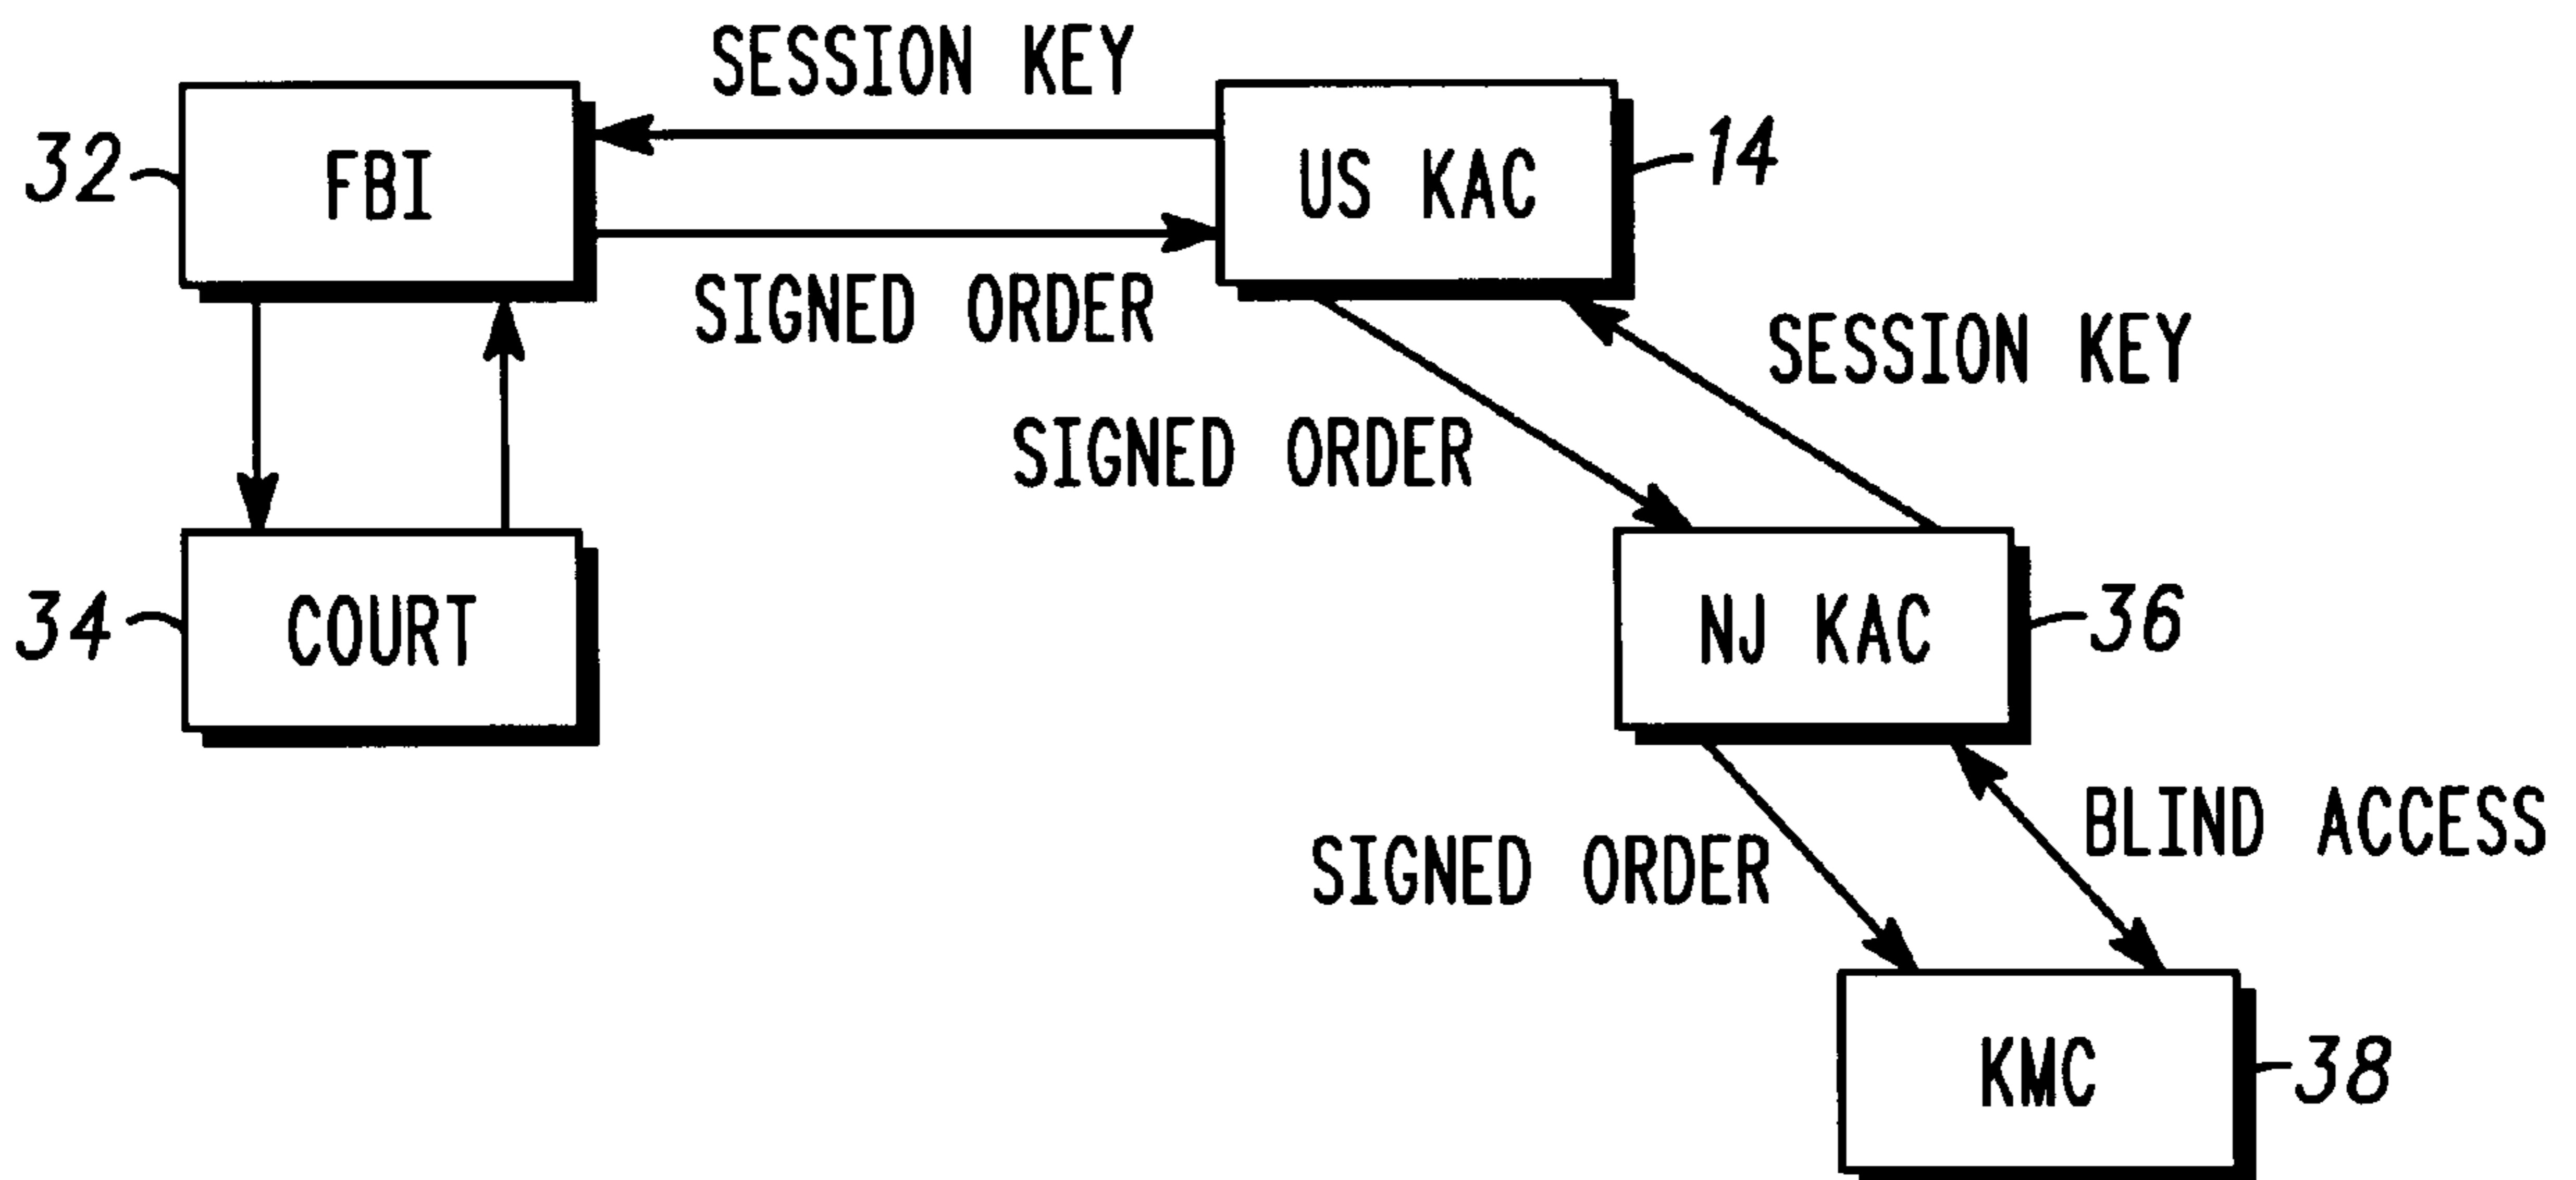 SESSION KEY
32
FBI
US KAC
14
SIGNED ORDER
SESSION KEY
SIGNED ORDER
34
COURT
NJ KAC
36
BLIND ACCESS
SIGNED ORDER
KMC
38